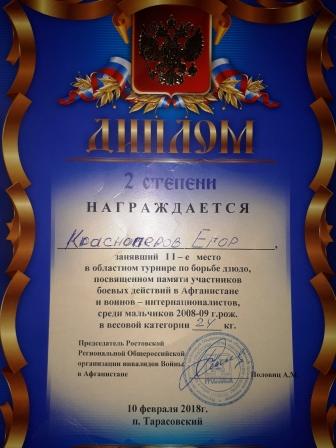 ДИПЛОМ
2 СТЕПЕНИ
НАГРАЖДАЕТСЯ
Красноперов Егор
занявший II-е место
в областном турнире по борьбе дзюдо,
посвященном памяти участников
боевых действий в Афганистане
и воинов – интернационалистов,
среди мальчиков 2008-09 г.рож.
в весовой категории 24 кг.
Председатель Ростовской
Региональной Общероссийской
организации инвалидов Войны
в Афганистане Половиц А.М.
10 февраля 2018г.
п. Тарасовский